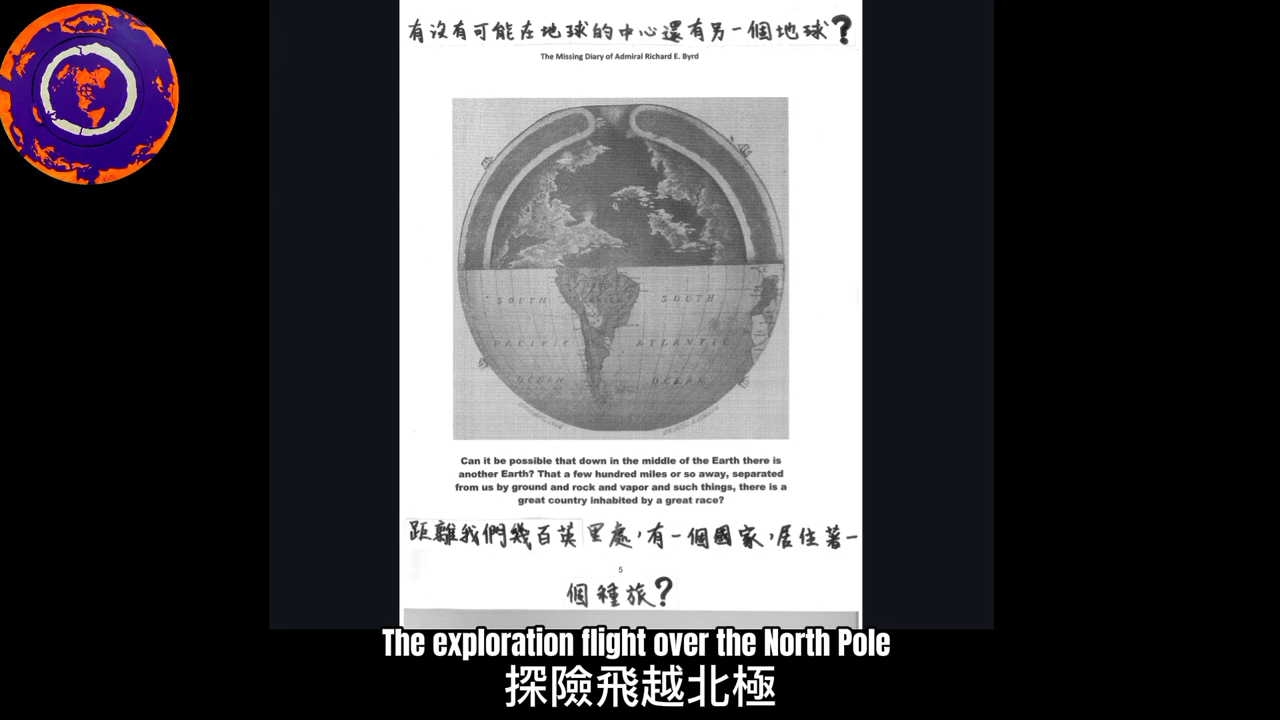 有沒有可能在地球的中心還有另一個地球?
The Missing Diary of Admiral Richard E. Byrd
SOUTH SOUTH
PACIFIC ATLANTIC
OCEAN OCEAN
Can it be possible that down in the middle of the Earth there is
another Earth? That a few hundred miles or so away, separated
from us by ground and rock and vapor and such things, there is a
great country inhabited by a great race?
距離我們幾百英里處,有一個國家,居住著一
5
個種旅?
The exploration flight over the North Pole
探險飛越北極